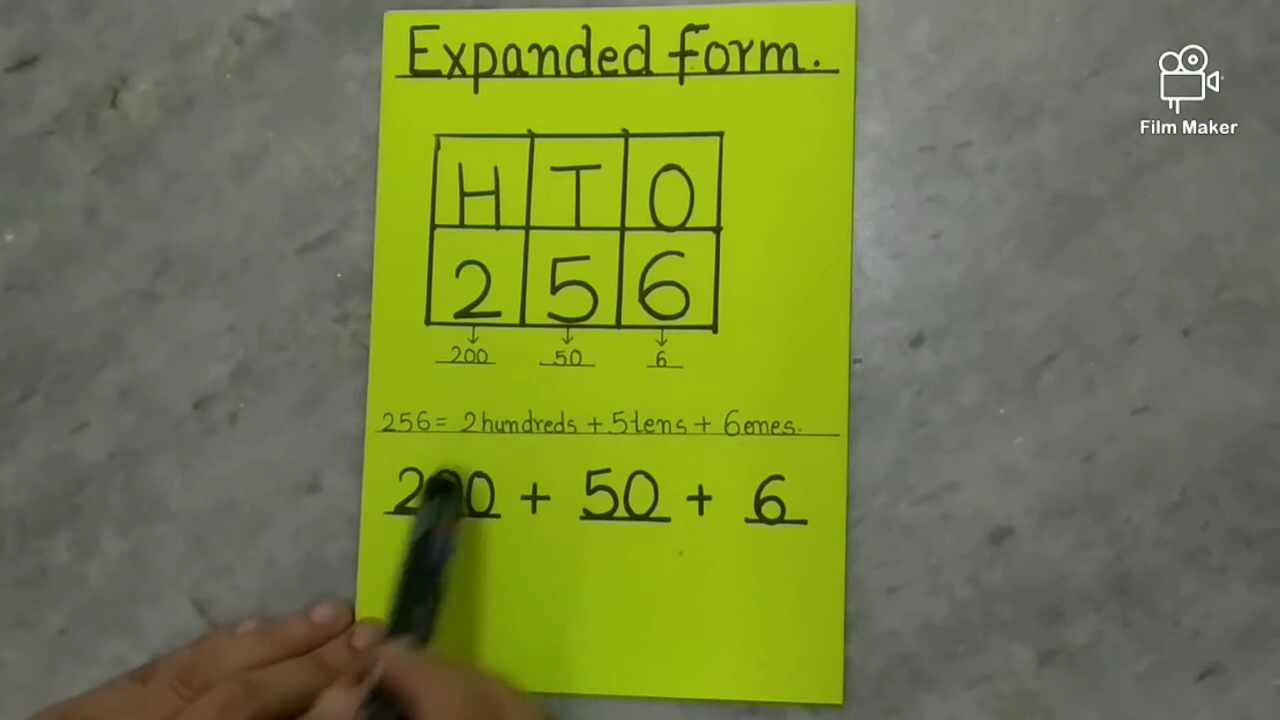 Expanded form.
H T O
2 5 6
200 50 6
256 = 2 hundreds + 5 tens + 6 ones.
200 + 50 + 6
Film Maker